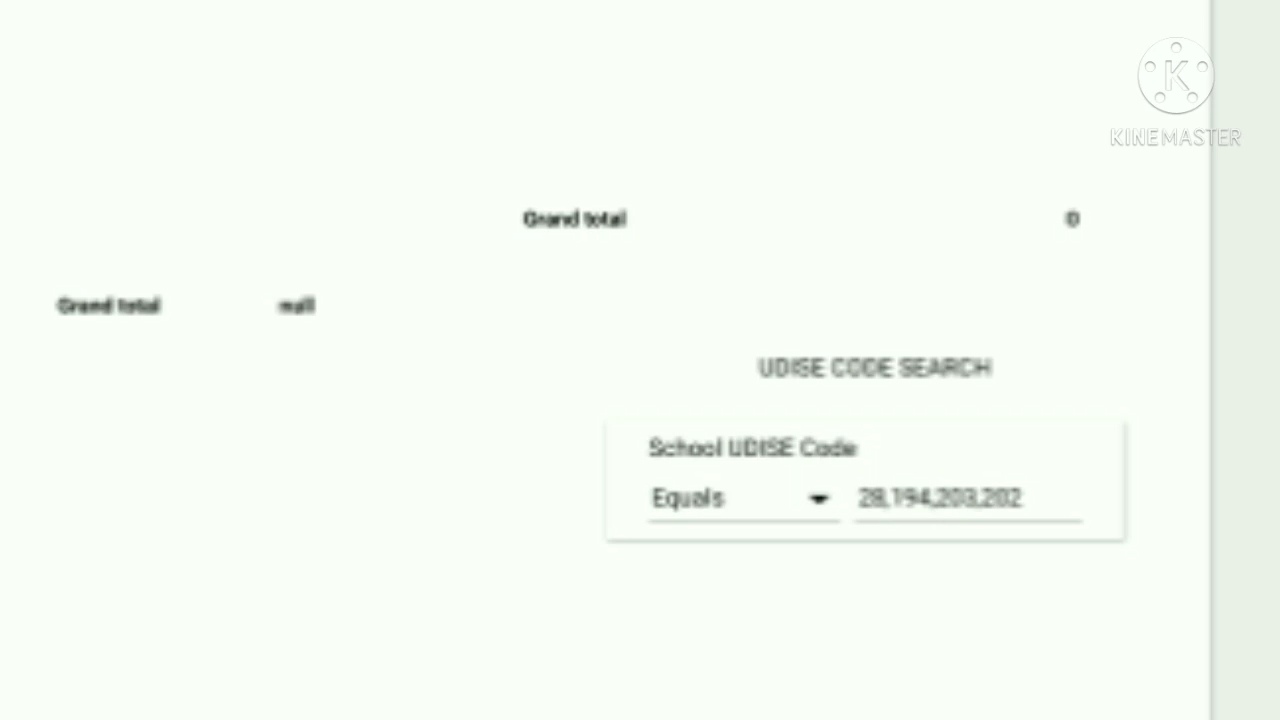 K
KINEMASTER
Grand total 0
Grand total null
UDISE CODE SEARCH
School UDISE Code
Equals 28,194,203,202